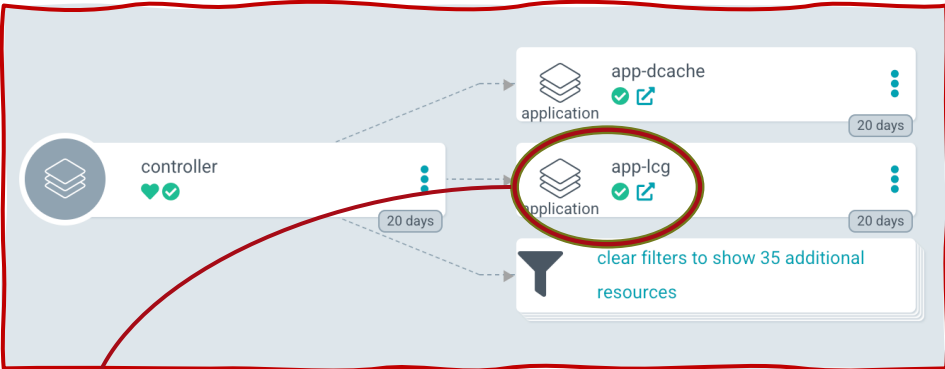 app-dcache
application
20 days
controller
20 days
app-lcg
application
20 days
clear filters to show 35 additional
resources